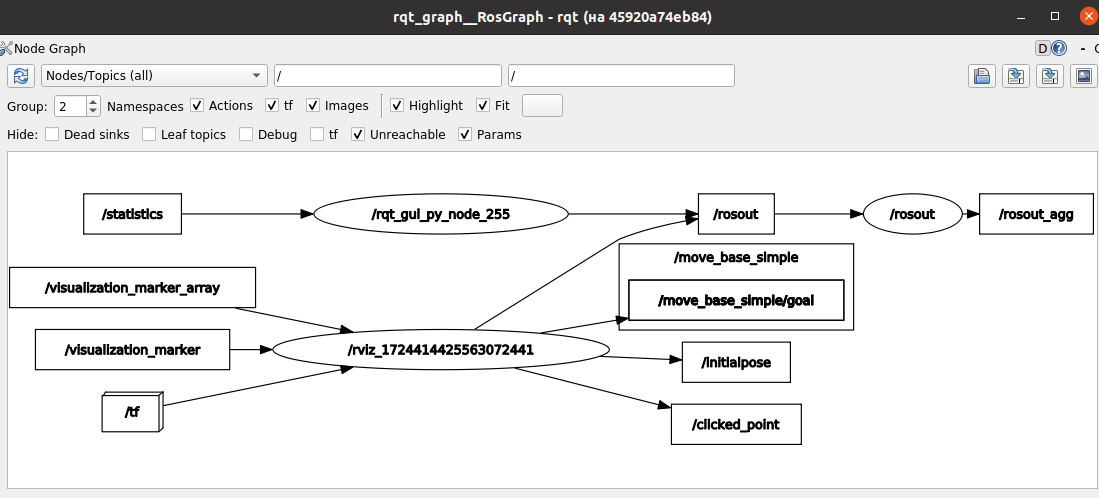 rqt_graph__RosGraph - rqt (на 45920a74eb84)
Node Graph
D
?
-
Nodes/Topics (all)
/
/
Group: 2 Namespaces Actions tf Images Highlight Fit
Hide: Dead sinks Leaf topics Debug tf Unreachable Params
/statistics
/rqt_gui_py_node_255
/rosout
/rosout
/rosout_agg
/move_base_simple
/move_base_simple/goal
/visualization_marker_array
/visualization_marker
/rviz_1724414425563072441
/initialpose
/tf
/clicked_point